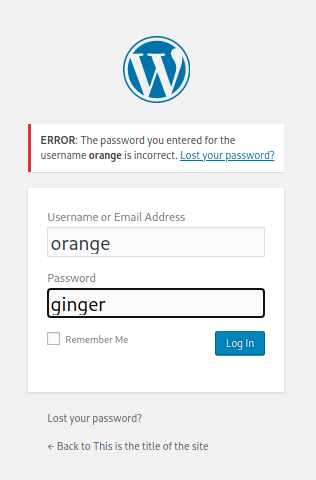 ERROR: The password you entered for the
username orange is incorrect. Lost your password?
Username or Email Address
orange
Password
ginger
Remember Me
Log In
Lost your password?
← Back to This is the title of the site